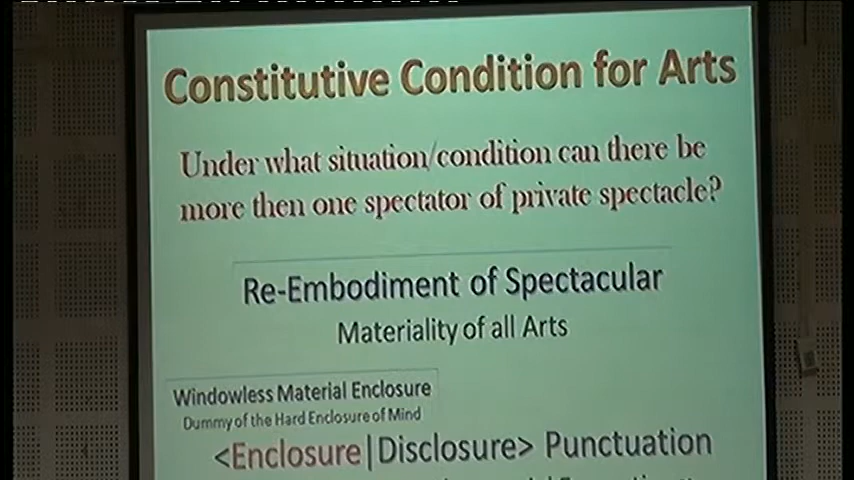 Constitutive Condition for Arts
Under what situation/condition can there be
more then one spectator of private spectacle?
Re-Embodiment of Spectacular
Materiality of all Arts
Windowless Material Enclosure
Dummy of the Hard Enclosure of Mind
<Enclosure|Disclosure> Punctuation